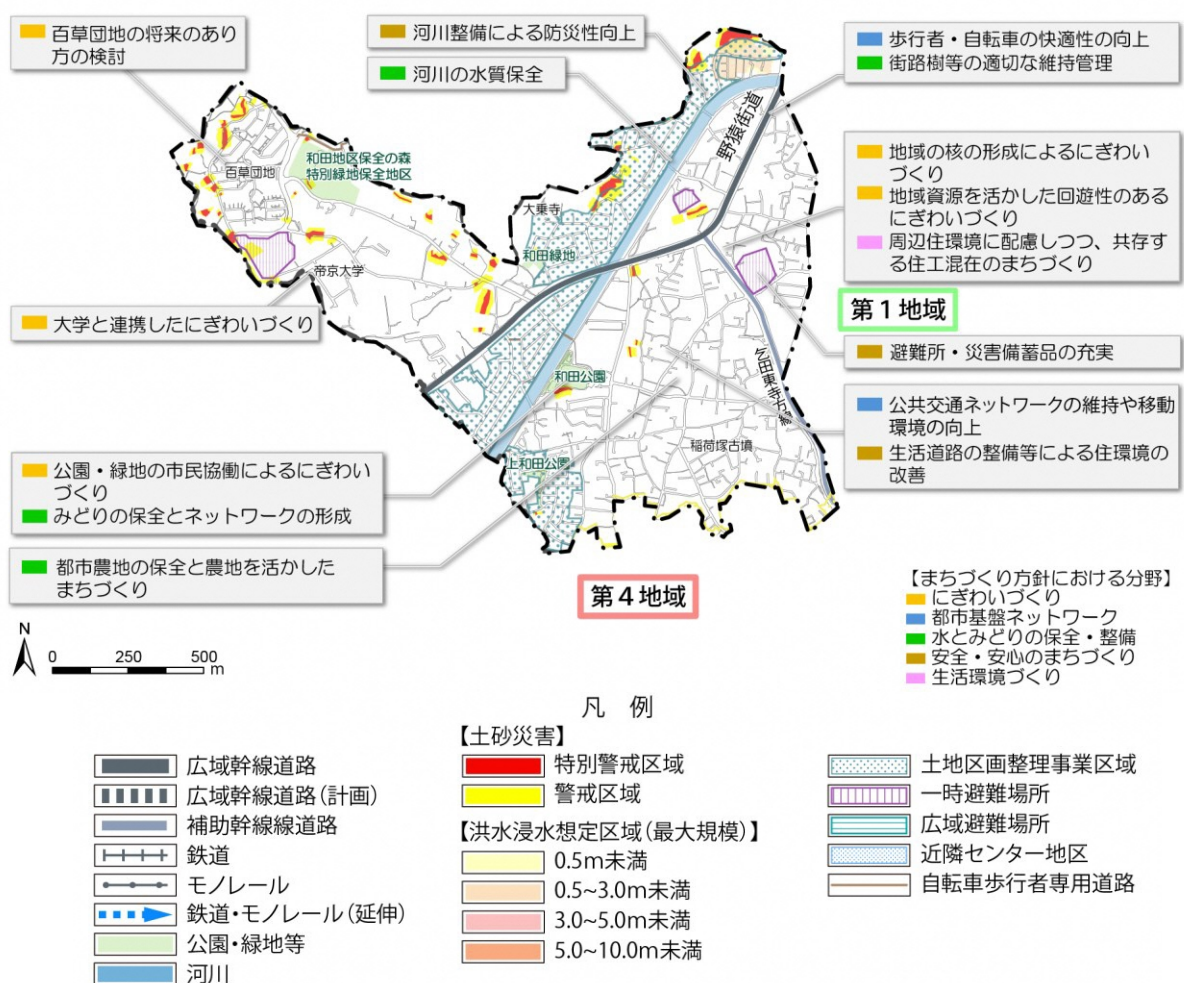 百草団地の将来のあり
方の検討
河川整備による防災性向上
河川の水質保全
歩行者・自転車の快適性の向上
街路樹等の適切な維持管理
野猿街道
和田地区保全の森
特別緑地保全地区
百草団地
大乗寺
和田緑地
帝京大学
地域の核の形成によるにぎわい
づくり
地域資源を活かした回遊性のある
にぎわいづくり
周辺住環境に配慮しつつ、共存す
る住工混在のまちづくり
第1地域
大学と連携したにぎわいづくり
避難所・災害備蓄品の充実
乞田東寺方線
和田公園
公共交通ネットワークの維持や移動
環境の向上
生活道路の整備等による住環境の
改善
稲荷塚古墳
上和田公園
公園・緑地の市民協働によるにぎわい
づくり
みどりの保全とネットワークの形成
都市農地の保全と農地を活かした
まちづくり
第4地域
【まちづくり方針における分野】
にぎわいづくり
都市基盤ネットワーク
水とみどりの保全・整備
安全・安心のまちづくり
生活環境づくり
N
0 250 500
m
凡 例
広域幹線道路
広域幹線道路(計画)
補助幹線線道路
鉄道
モノレール
鉄道・モノレール(延伸)
公園・緑地等
河川
【土砂災害】
特別警戒区域
警戒区域
【洪水浸水想定区域(最大規模)】
0.5m未満
0.5~3.0m未満
3.0~5.0m未満
5.0~10.0m未満
土地区画整理事業区域
一時避難場所
広域避難場所
近隣センター地区
自転車歩行者専用道路